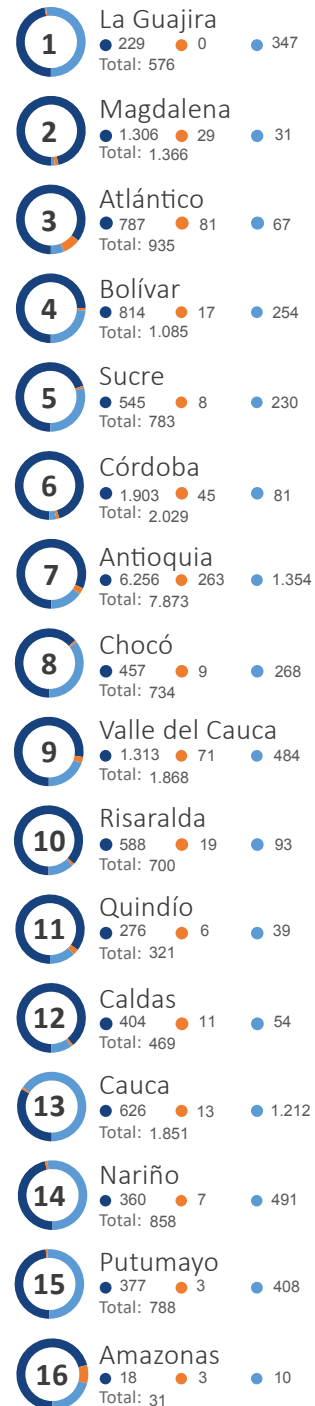 1
La Guajira
229 0 347
Total: 576
2
Magdalena
1.306 29 31
Total: 1.366
3
Atlántico
787 81 67
Total: 935
4
Bolívar
814 17 254
Total: 1.085
5
Sucre
545 8 230
Total: 783
6
Córdoba
1.903 45 81
Total: 2.029
7
Antioquia
6.256 263 1.354
Total: 7.873
8
Chocó
457 9 268
Total: 734
9
Valle del Cauca
1.313 71 484
Total: 1.868
10
Risaralda
588 19 93
Total: 700
11
Quindío
276 6 39
Total: 321
12
Caldas
404 11 54
Total: 469
13
Cauca
626 13 1.212
Total: 1.851
14
Nariño
360 7 491
Total: 858
15
Putumayo
377 3 408
Total: 788
16
Amazonas
18 3 10
Total: 31